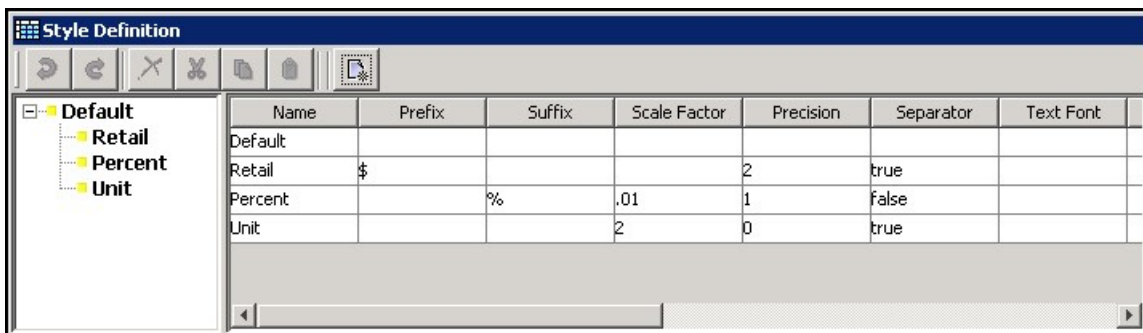 Style Definition
Default
Retail
Percent
Unit
Name Prefix Suffix Scale Factor Precision Separator Text Font
Default
Retail $ 2 true
Percent % .01 1 false
Unit 2 0 true